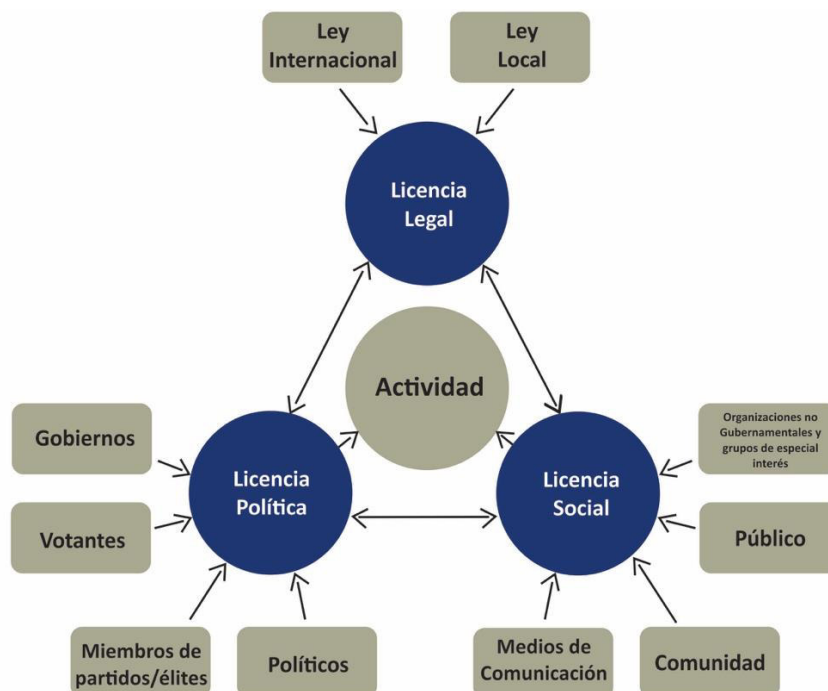 Ley
Internacional
Ley
Local
Licencia
Legal
Actividad
Gobiernos
Organizaciones no
Gubernamentales y
grupos de especial
interés
Licencia
Política
Licencia
Social
Votantes
Público
Miembros de
partidos/élites
Políticos
Medios de
Comunicación
Comunidad